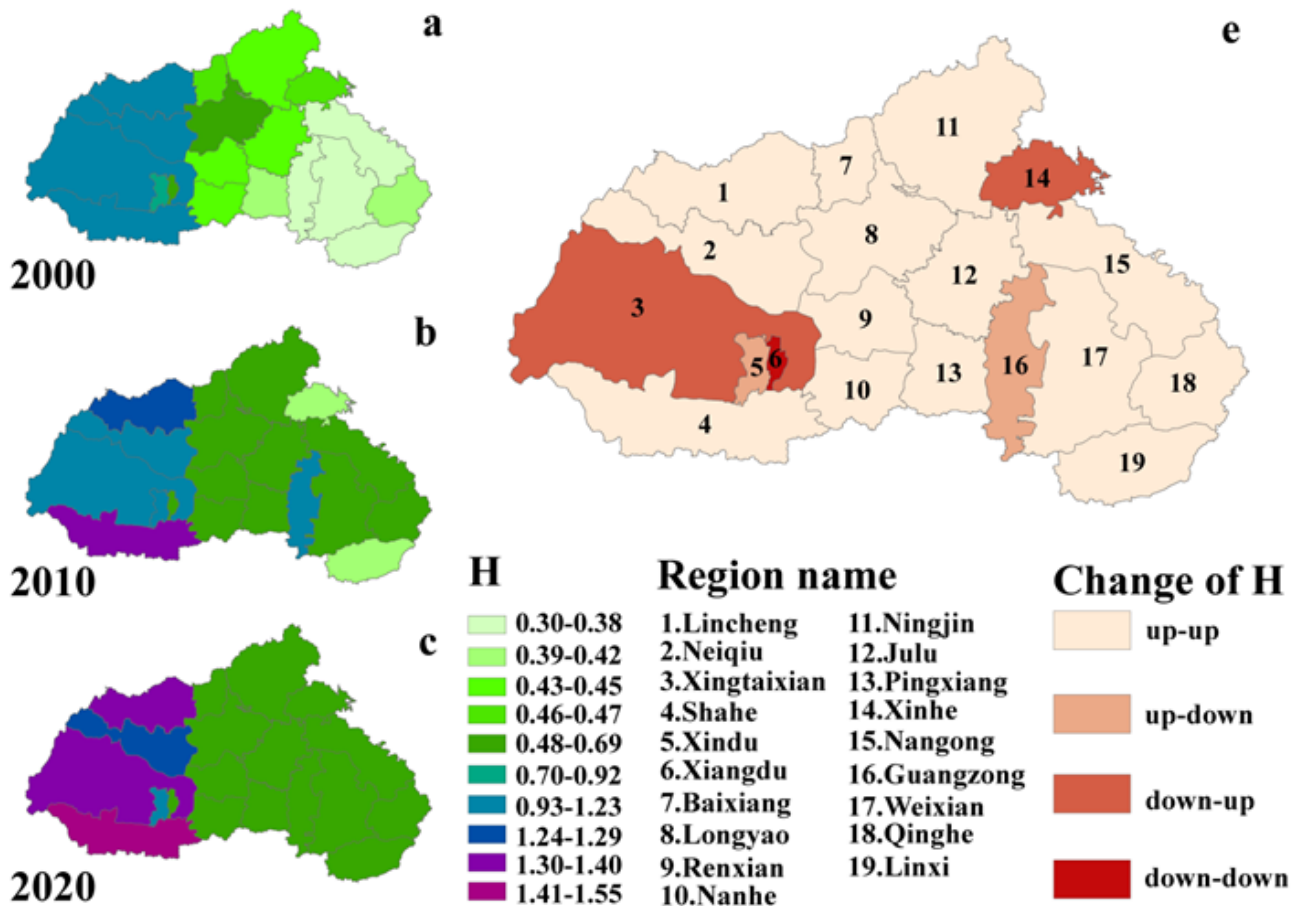 a
2000
b
2010
c
2020
e
1
2
3
4
5
6
7
8
9
10
11
12
13
14
15
16
17
18
19
H
0.30-0.38
0.39-0.42
0.43-0.45
0.46-0.47
0.48-0.69
0.70-0.92
0.93-1.23
1.24-1.29
1.30-1.40
1.41-1.55
Region name
1.Lincheng
2.Neiqiu
3.Xingtaixian
4.Shahe
5.Xindu
6.Xiangdu
7.Baixiang
8.Longyao
9.Renxian
10.Nanhe
11.Ningjin
12.Julu
13.Pingxiang
14.Xinhe
15.Nangong
16.Guangzong
17.Weixian
18.Qinghe
19.Linxi
Change of H
up-up
up-down
down-up
down-down